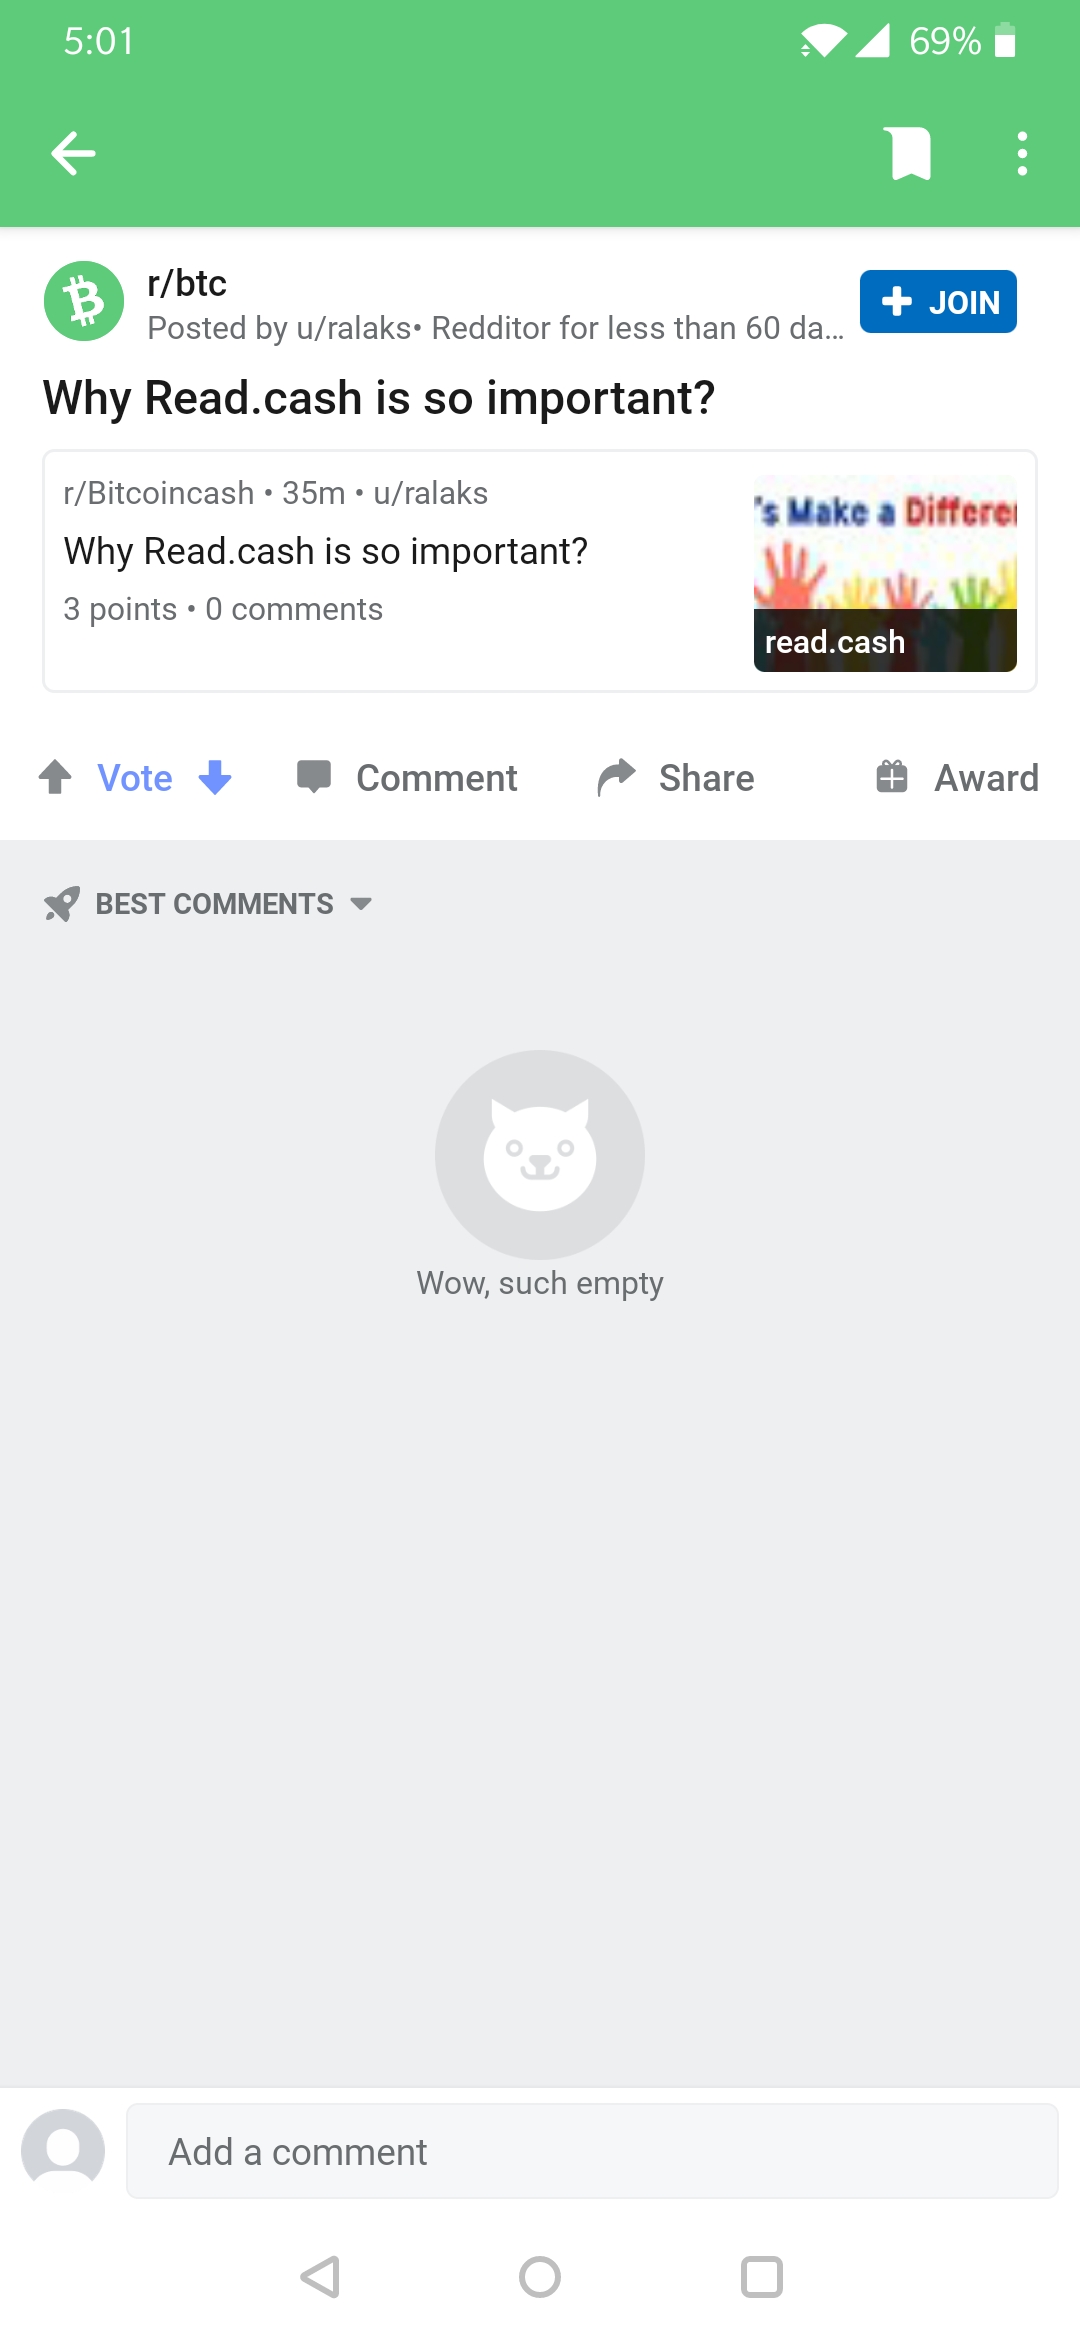 5:01
69%
r/btc
Posted by u/ralaks• Redditor for less than 60 da...
JOIN
Why Read.cash is so important?
r/Bitcoincash • 35m • u/ralaks
Why Read.cash is so important?
3 points • 0 comments
's Make a Differe
read.cash
Vote
Comment
Share
Award
BEST COMMENTS
Wow, such empty
Add a comment